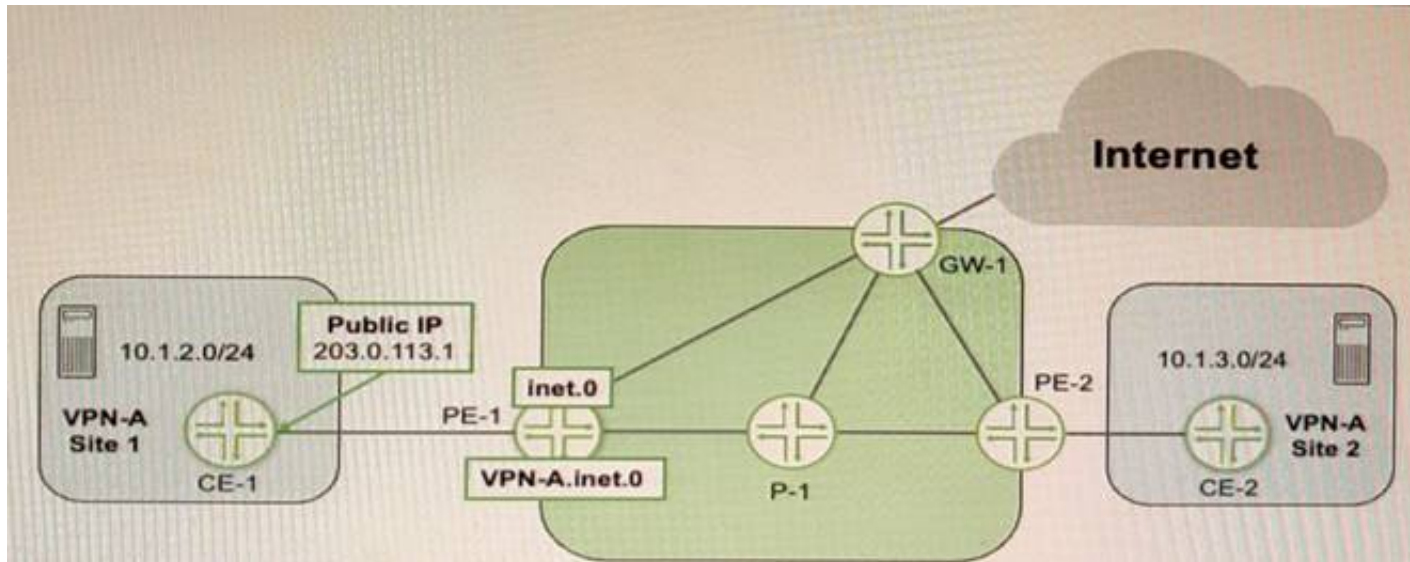 Internet
GW-1
Public IP
203.0.113.1
10.1.2.0/24
VPN-A
Site 1
CE-1
PE-1
inet.0
VPN-A.inet.0
P-1
PE-2
10.1.3.0/24
VPN-A
Site 2
CE-2